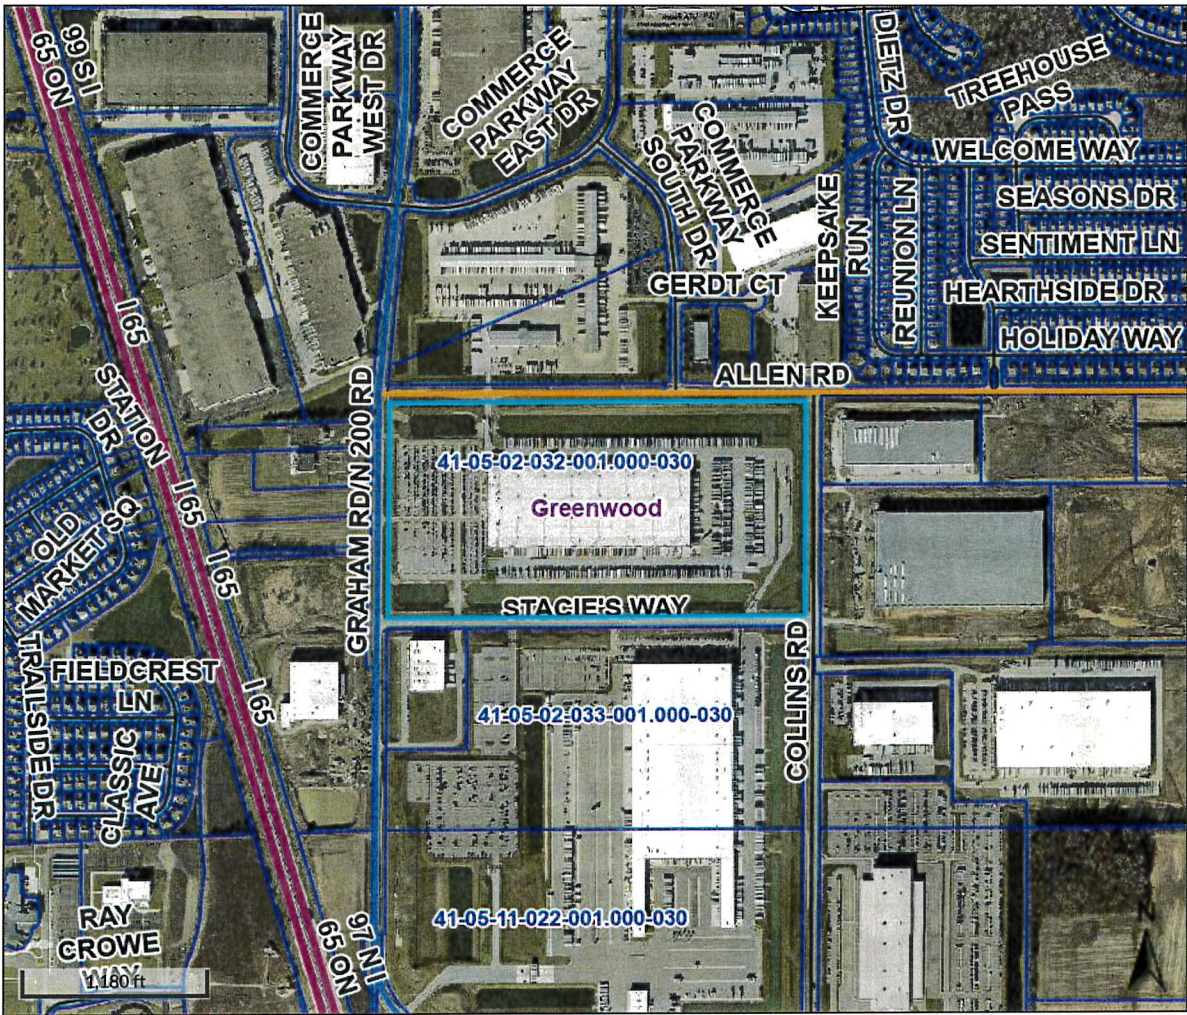 99 S I
65 ON
COMMERCE
PARKWAY
WEST DR
COMMERCE
PARKWAY
EAST DR
COMMERCE
PARKWAY
SOUTH DR
DIETZ DR
TREEHOUSE
PASS
WELCOME WAY
SEASONS DR
SENTIMENT LN
HEARTHSIDE DR
HOLIDAY WAY
REUNION LN
KEEPSAKE
RUN
GERDT CT
ALLEN RD
I 65
STATION
DR
I 65
I 65
I 65
OLD
MARKET SQ
GRAHAM RD/N 200 RD
41-05-02-032-001.000-030
Greenwood
STACIE'S WAY
TRAILSIDE DR
FIELDCREST
LN
CLASSIC
AVE
41-05-02-033-001.000-030
COLLINS RD
41-05-11-022-001.000-030
RAY
CROWE
WAY
97 N I
65 ON
1,180 ft
N